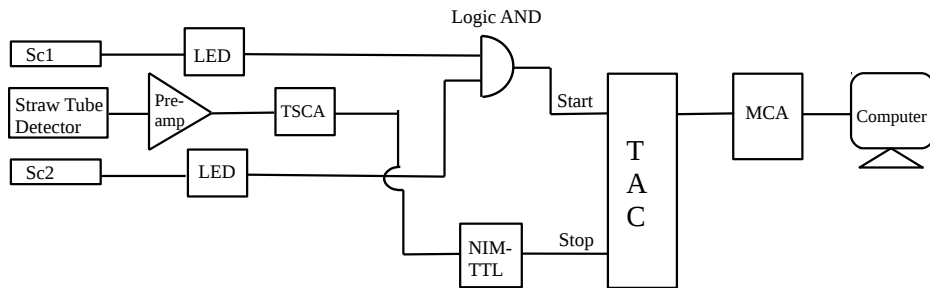 Logic AND
Sc1
LED
Straw Tube
Detector
Pre-
amp
TSCA
Sc2
LED
Start
T
A
C
MCA
Computer
NIM-
TTL
Stop